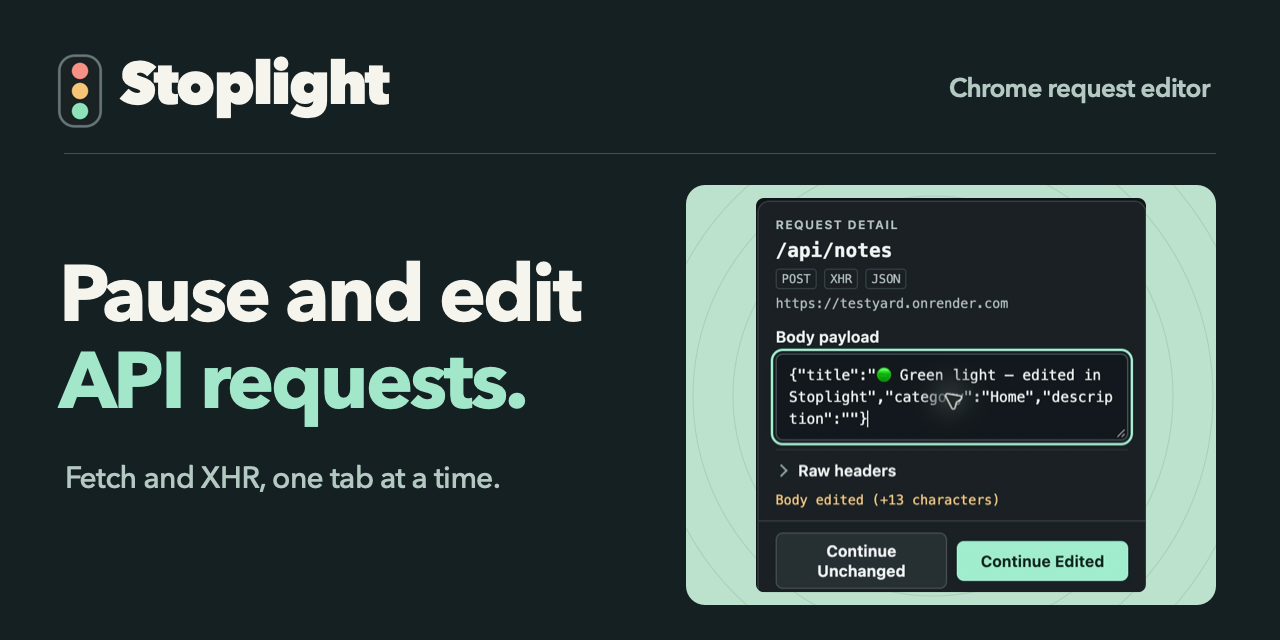 Stoplight
Chrome request editor
Pause and edit
API requests.
Fetch and XHR, one tab at a time.
REQUEST DETAIL
/api/notes
POST XHR JSON
https://testyard.onrender.com
Body payload
{"title":"🟢 Green light — edited in
Stoplight","category":"Home","descrip
tion":""}
Raw headers
Body edited (+13 characters)
Continue
Unchanged
Continue Edited